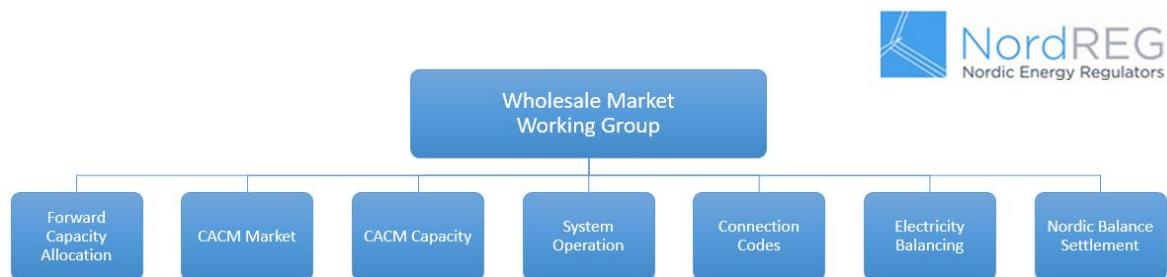 NordREG
Nordic Energy Regulators
Wholesale Market
Working Group
Forward
Capacity
Allocation
CACM Market
CACM Capacity
System
Operation
Connection
Codes
Electricity
Balancing
Nordic Balance
Settlement